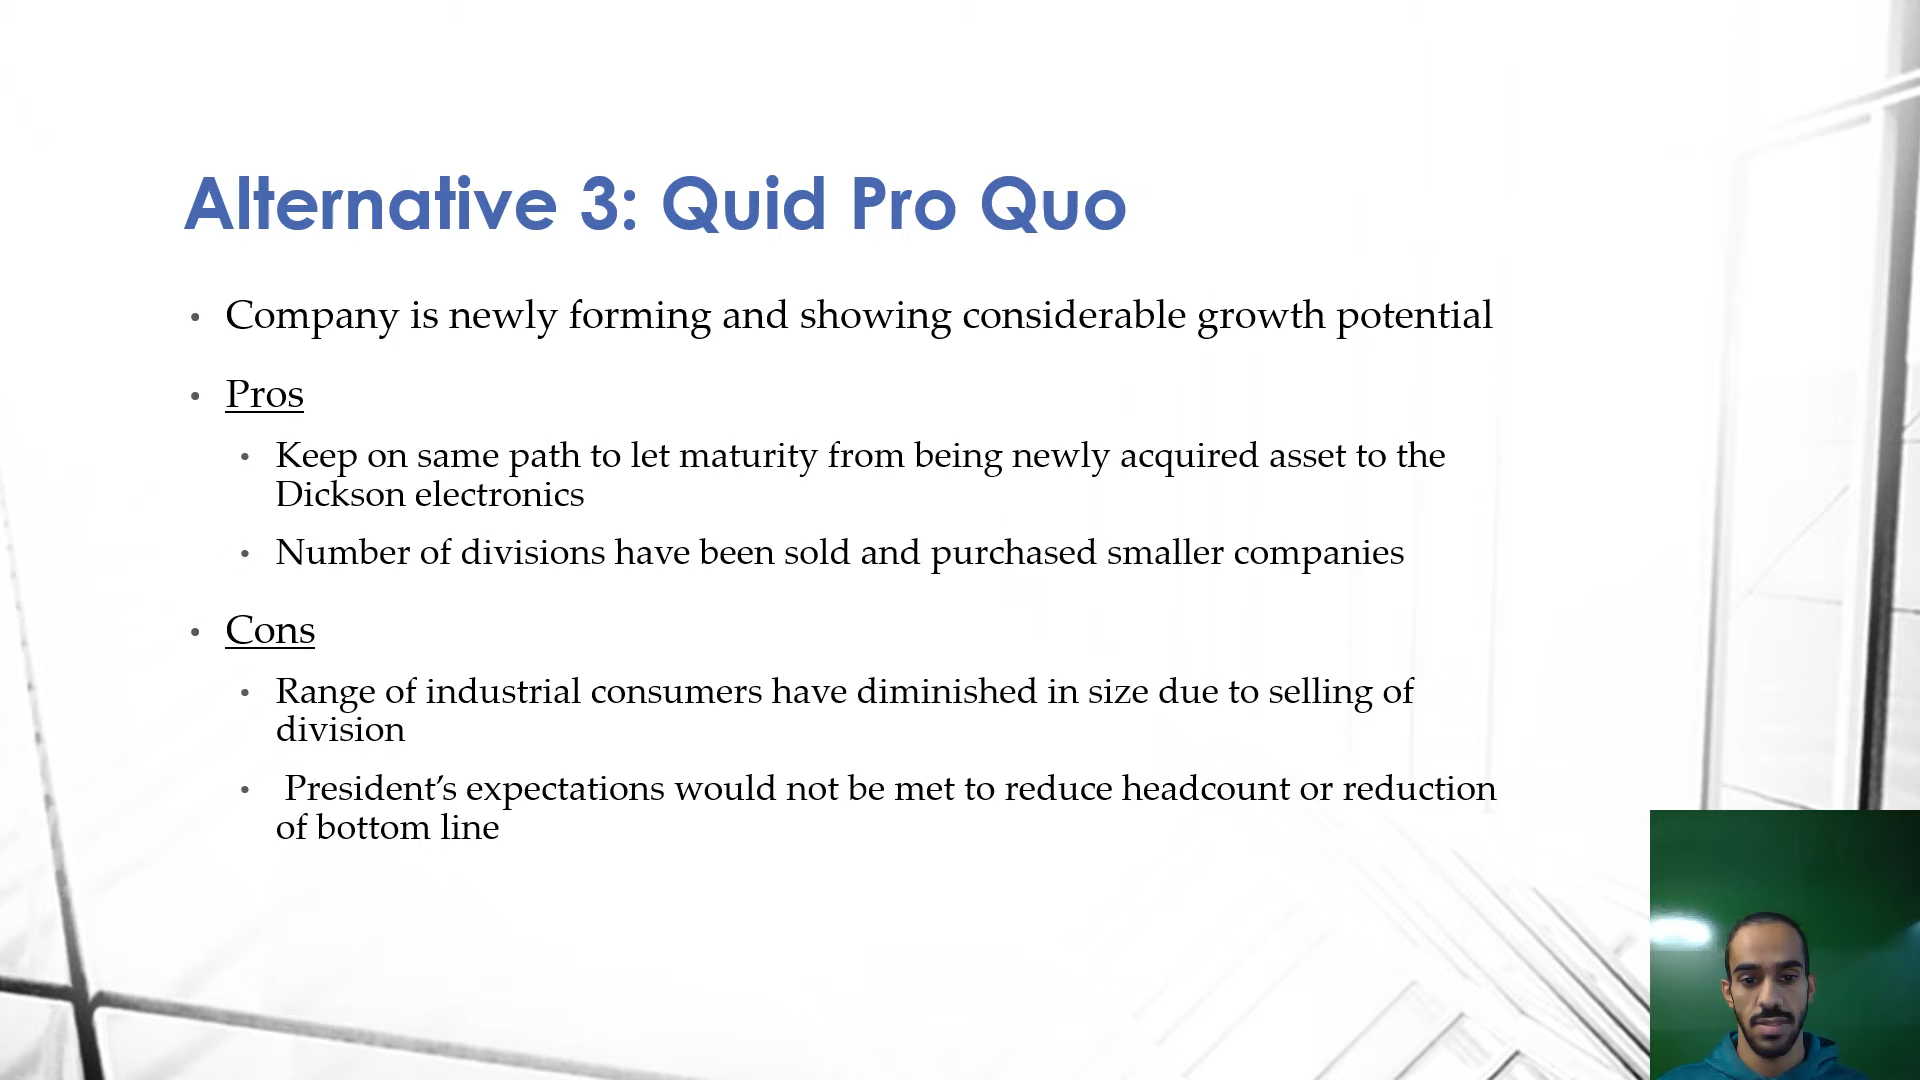 Alternative 3: Quid Pro Quo
• Company is newly forming and showing considerable growth potential
• Pros
• Keep on same path to let maturity from being newly acquired asset to the
Dickson electronics
• Number of divisions have been sold and purchased smaller companies
• Cons
• Range of industrial consumers have diminished in size due to selling of
division
• President’s expectations would not be met to reduce headcount or reduction
of bottom line